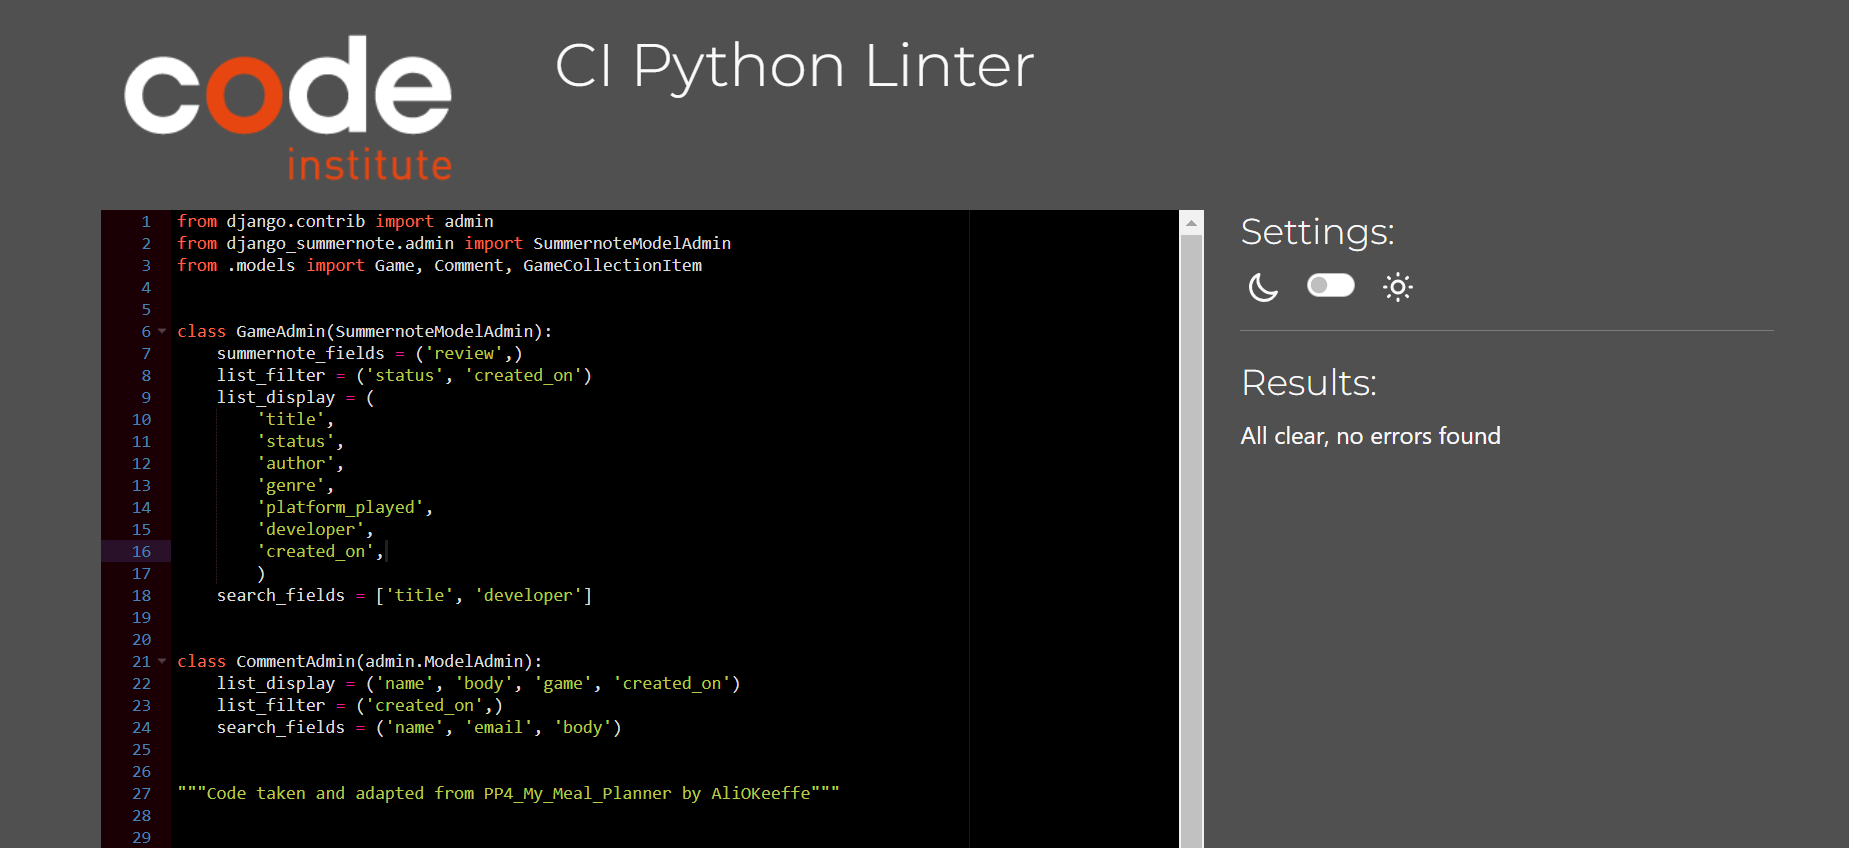 code
institute
CI Python Linter
1 from django.contrib import admin
2 from django_summernote.admin import SummernoteModelAdmin
3 from .models import Game, Comment, GameCollectionItem
4
5
6 class GameAdmin(SummernoteModelAdmin):
7     summernote_fields = ('review',)
8     list_filter = ('status', 'created_on')
9     list_display = (
10         'title',
11         'status',
12         'author',
13         'genre',
14         'platform_played',
15         'developer',
16         'created_on',
17         )
18     search_fields = ['title', 'developer']
19
20
21 class CommentAdmin(admin.ModelAdmin):
22     list_display = ('name', 'body', 'game', 'created_on')
23     list_filter = ('created_on',)
24     search_fields = ('name', 'email', 'body')
25
26
27 """Code taken and adapted from PP4_My_Meal_Planner by AliOKeeffe"""
28
29
Settings:
Results:
All clear, no errors found